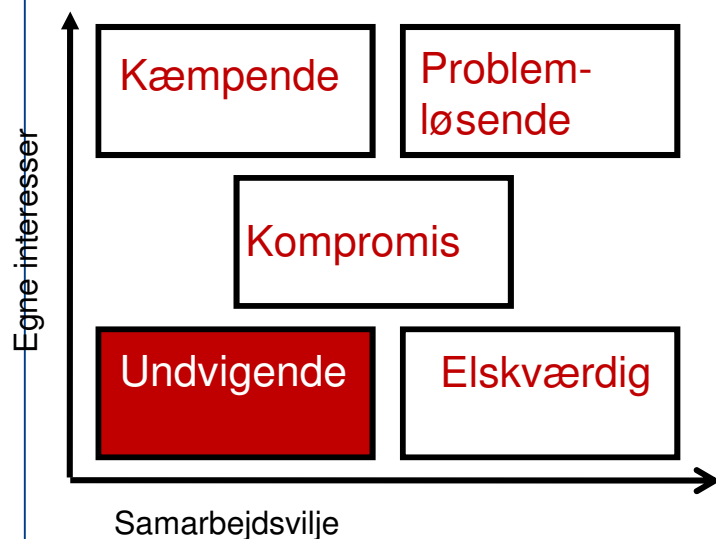 Egne interesser
Kæmpende
Problem-
løsende
Kompromis
Undvigende
Elskværdig
Samarbejdsvilje